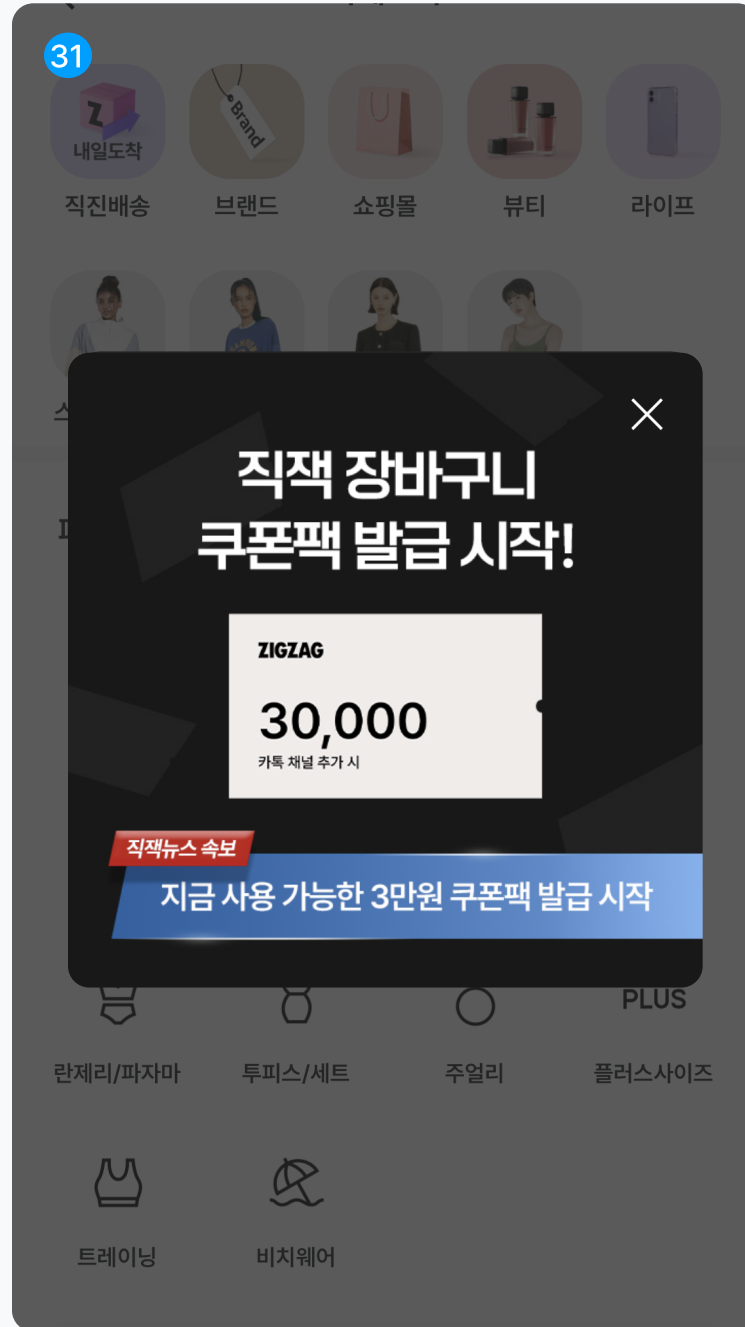 31
Z
내일도착
Brand
직진배송
브랜드
쇼핑몰
뷰티
라이프
직잭 장바구니
쿠폰팩 발급 시작!
ZIGZAG
30,000
카톡 채널 추가 시
직잭뉴스 속보
지금 사용 가능한 3만원 쿠폰팩 발급 시작
PLUS
란제리/파자마
투피스/세트
주얼리
플러스사이즈
트레이닝
비치웨어